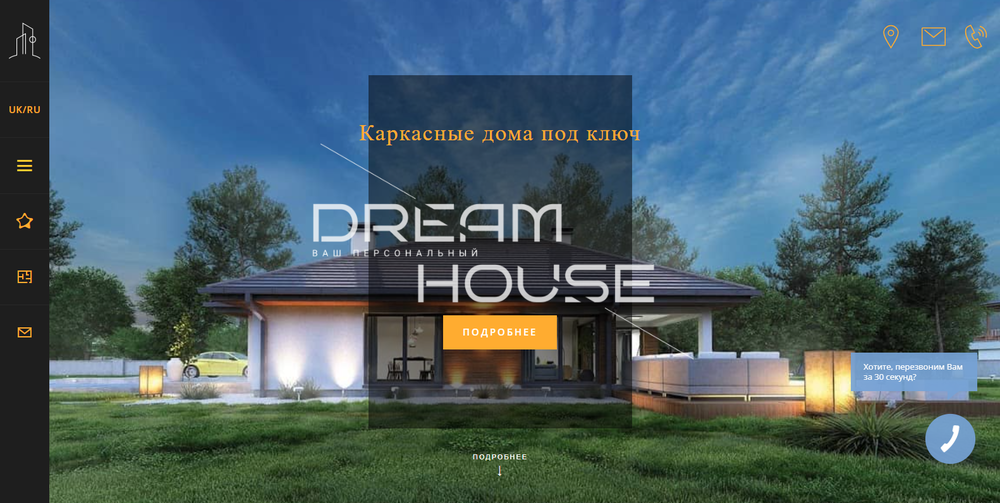 UK/RU
Каркасные дома под ключ
DREAM
ВАШ ПЕРСОНАЛЬНЫЙ
HOUSE
ПОДРОБНЕЕ
Хотите, перезвоним Вам
за 30 секунд?
ПОДРОБНЕЕ